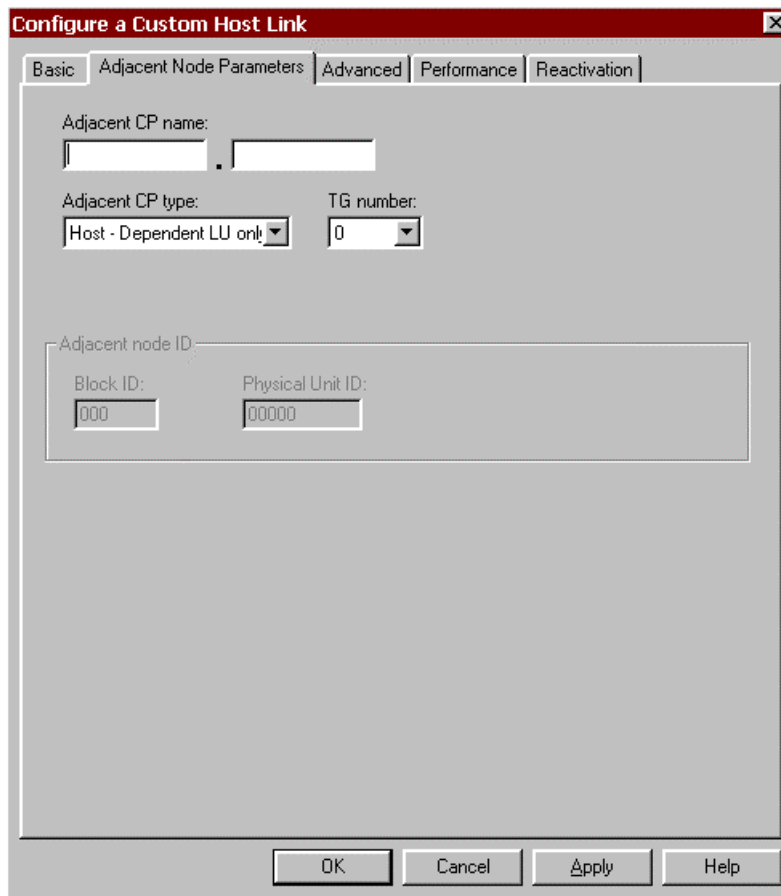 Configure a Custom Host Link
Basic Adjacent Node Parameters Advanced Performance Reactivation
Adjacent CP name:
.
Adjacent CP type: TG number:
Host - Dependent LU only 0
Adjacent node ID
Block ID: Physical Unit ID:
000 00000
OK Cancel Apply Help